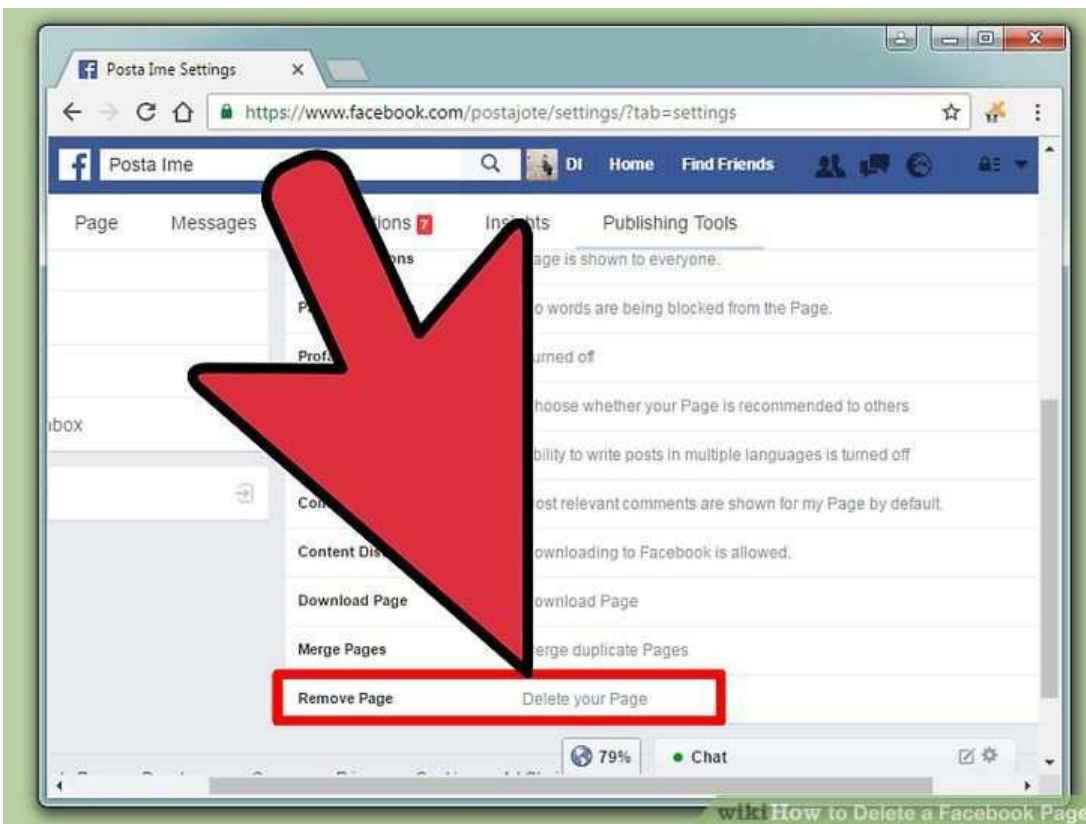 Posta Ime Settings
https://www.facebook.com/postajote/settings/?tab=settings
f Posta Ime DI Home Find Friends
Page Messages 7 Publishing Tools
age is shown to everyone.
o words are being blocked from the Page.
urned off
hoose whether your Page is recommended to others
bility to write posts in multiple languages is turned off
ost relevant comments are shown for my Page by default.
Content ownloading to Facebook is allowed.
Download Page ownload Page
Merge Pages erge duplicate Pages
Remove Page Delete your Page
79% Chat
wikiHow to Delete a Facebook Page